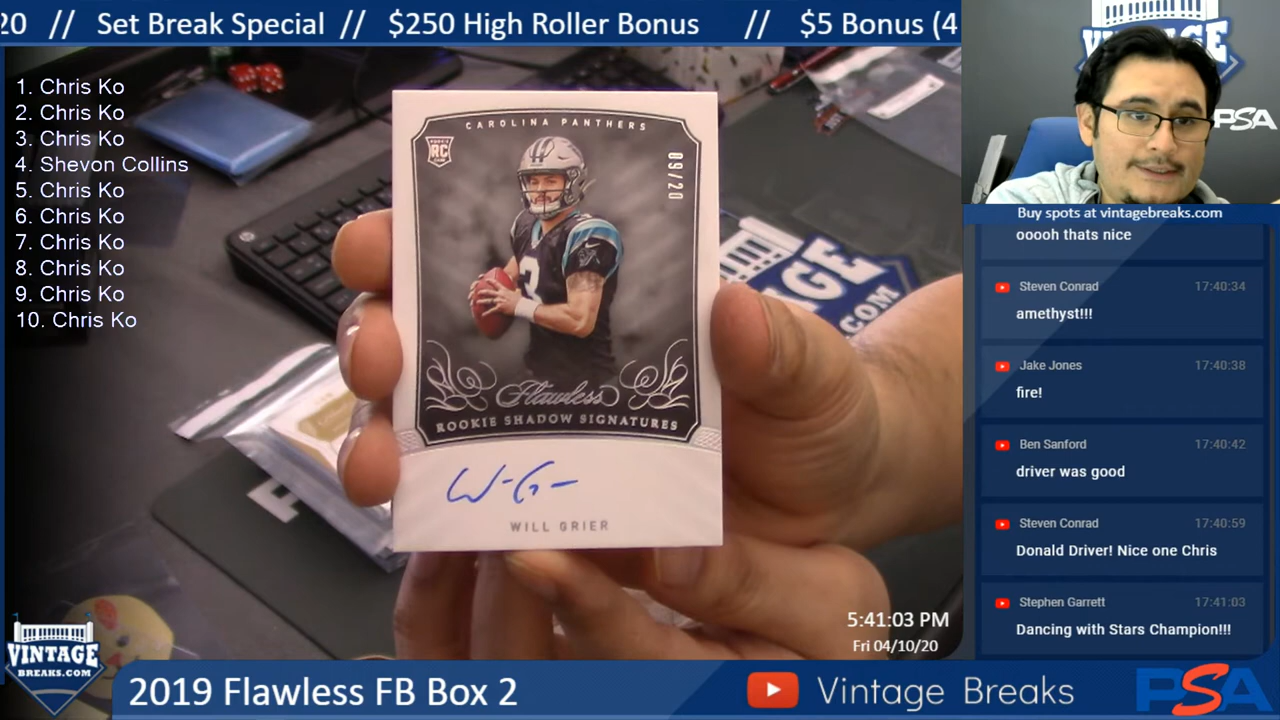 20 // Set Break Special // $250 High Roller Bonus // $5 Bonus (4
1. Chris Ko
2. Chris Ko
3. Chris Ko
4. Shevon Collins
5. Chris Ko
6. Chris Ko
7. Chris Ko
8. Chris Ko
9. Chris Ko
10. Chris Ko
CAROLINA PANTHERS
RC
09/20
3
Flawless
ROOKIE SHADOW SIGNATURES
WILL GRIER
VINTAGE
PSA
Buy spots at vintagebreaks.com
ooooh thats nice
Steven Conrad 17:40:34
amethyst!!!
Jake Jones 17:40:38
fire!
Ben Sanford 17:40:42
driver was good
Steven Conrad 17:40:59
Donald Driver! Nice one Chris
Stephen Garrett 17:41:03
Dancing with Stars Champion!!!
5:41:03 PM
Fri 04/10/20
VINTAGE
BREAKS.COM
2019 Flawless FB Box 2
Vintage Breaks
PSA